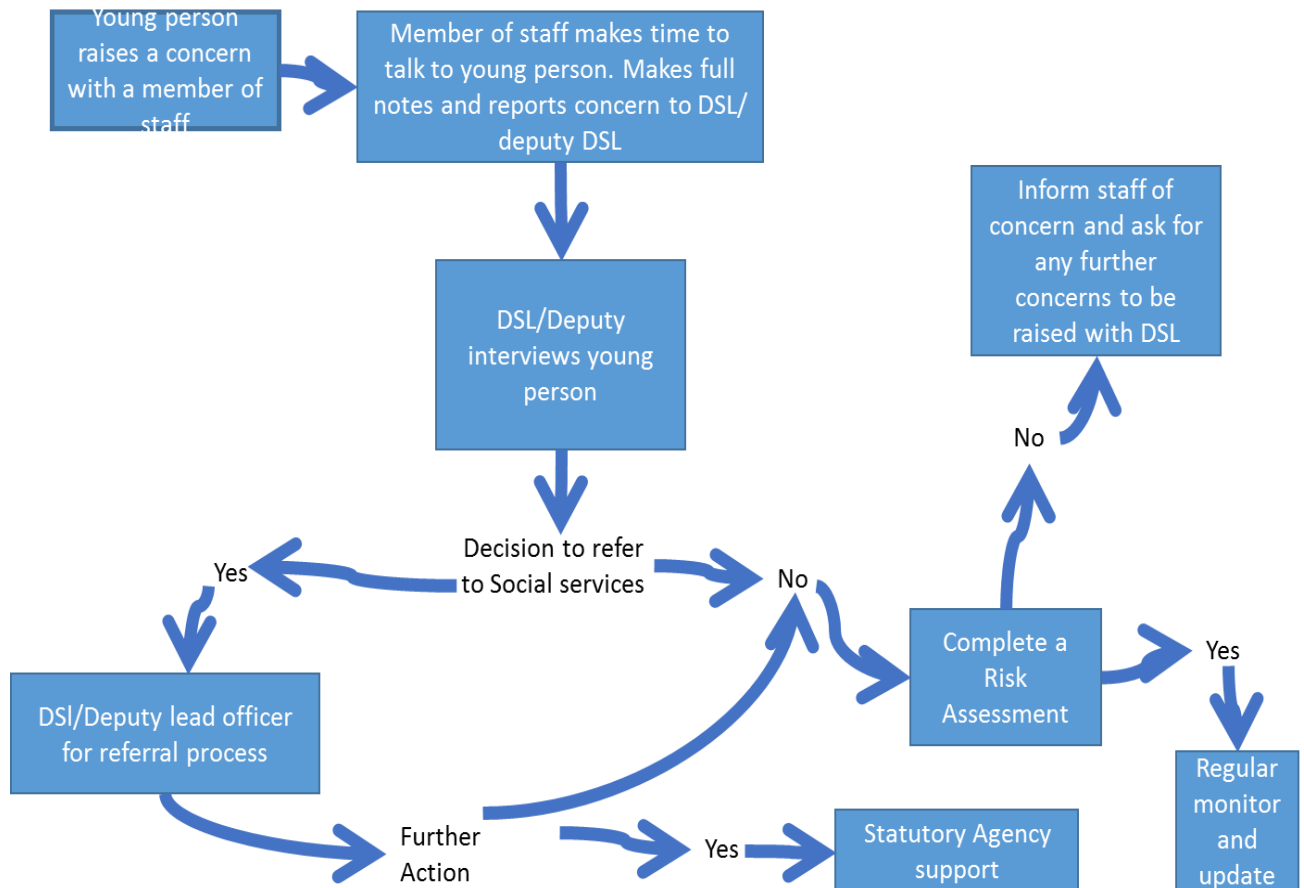 Young person
raises a concern
with a member of
staff
Member of staff makes time to
talk to young person. Makes full
notes and reports concern to DSL/
deputy DSL
Inform staff of
concern and ask for
any further
concerns to be
raised with DSL
DSL/Deputy
interviews young
person
No
Decision to refer
to Social services
Yes
No
Complete a
Risk
Assessment
Yes
DSl/Deputy lead officer
for referral process
Further
Action
Yes
Statutory Agency
support
Regular
monitor
and
update